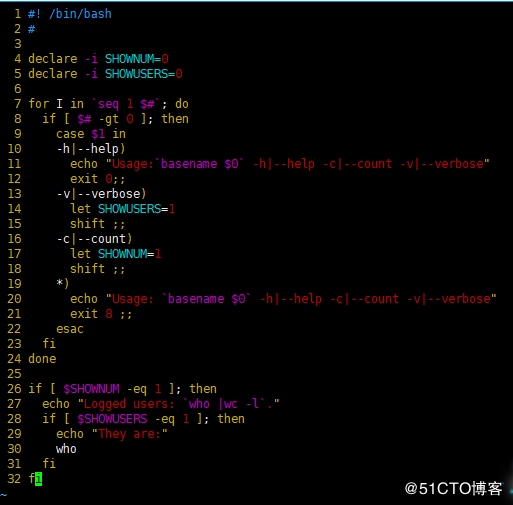 1 #! /bin/bash
2 #
3
4 declare -i SHOWNUM=0
5 declare -i SHOWUSERS=0
6
7 for I in `seq 1 $#`; do
8   if [ $# -gt 0 ]; then
9     case $1 in
10     -h|--help)
11       echo "Usage:`basename $0` -h|--help -c|--count -v|--verbose"
12       exit 0;;
13     -v|--verbose)
14       let SHOWUSERS=1
15       shift ;;
16     -c|--count)
17       let SHOWNUM=1
18       shift ;;
19     *)
20       echo "Usage: `basename $0` -h|--help -c|--count -v|--verbose"
21       exit 8 ;;
22     esac
23   fi
24 done
25
26 if [ $SHOWNUM -eq 1 ]; then
27   echo "Logged users: `who |wc -l`."
28   if [ $SHOWUSERS -eq 1 ]; then
29     echo "They are:"
30     who
31   fi
32 fi
~
@51CTO博客